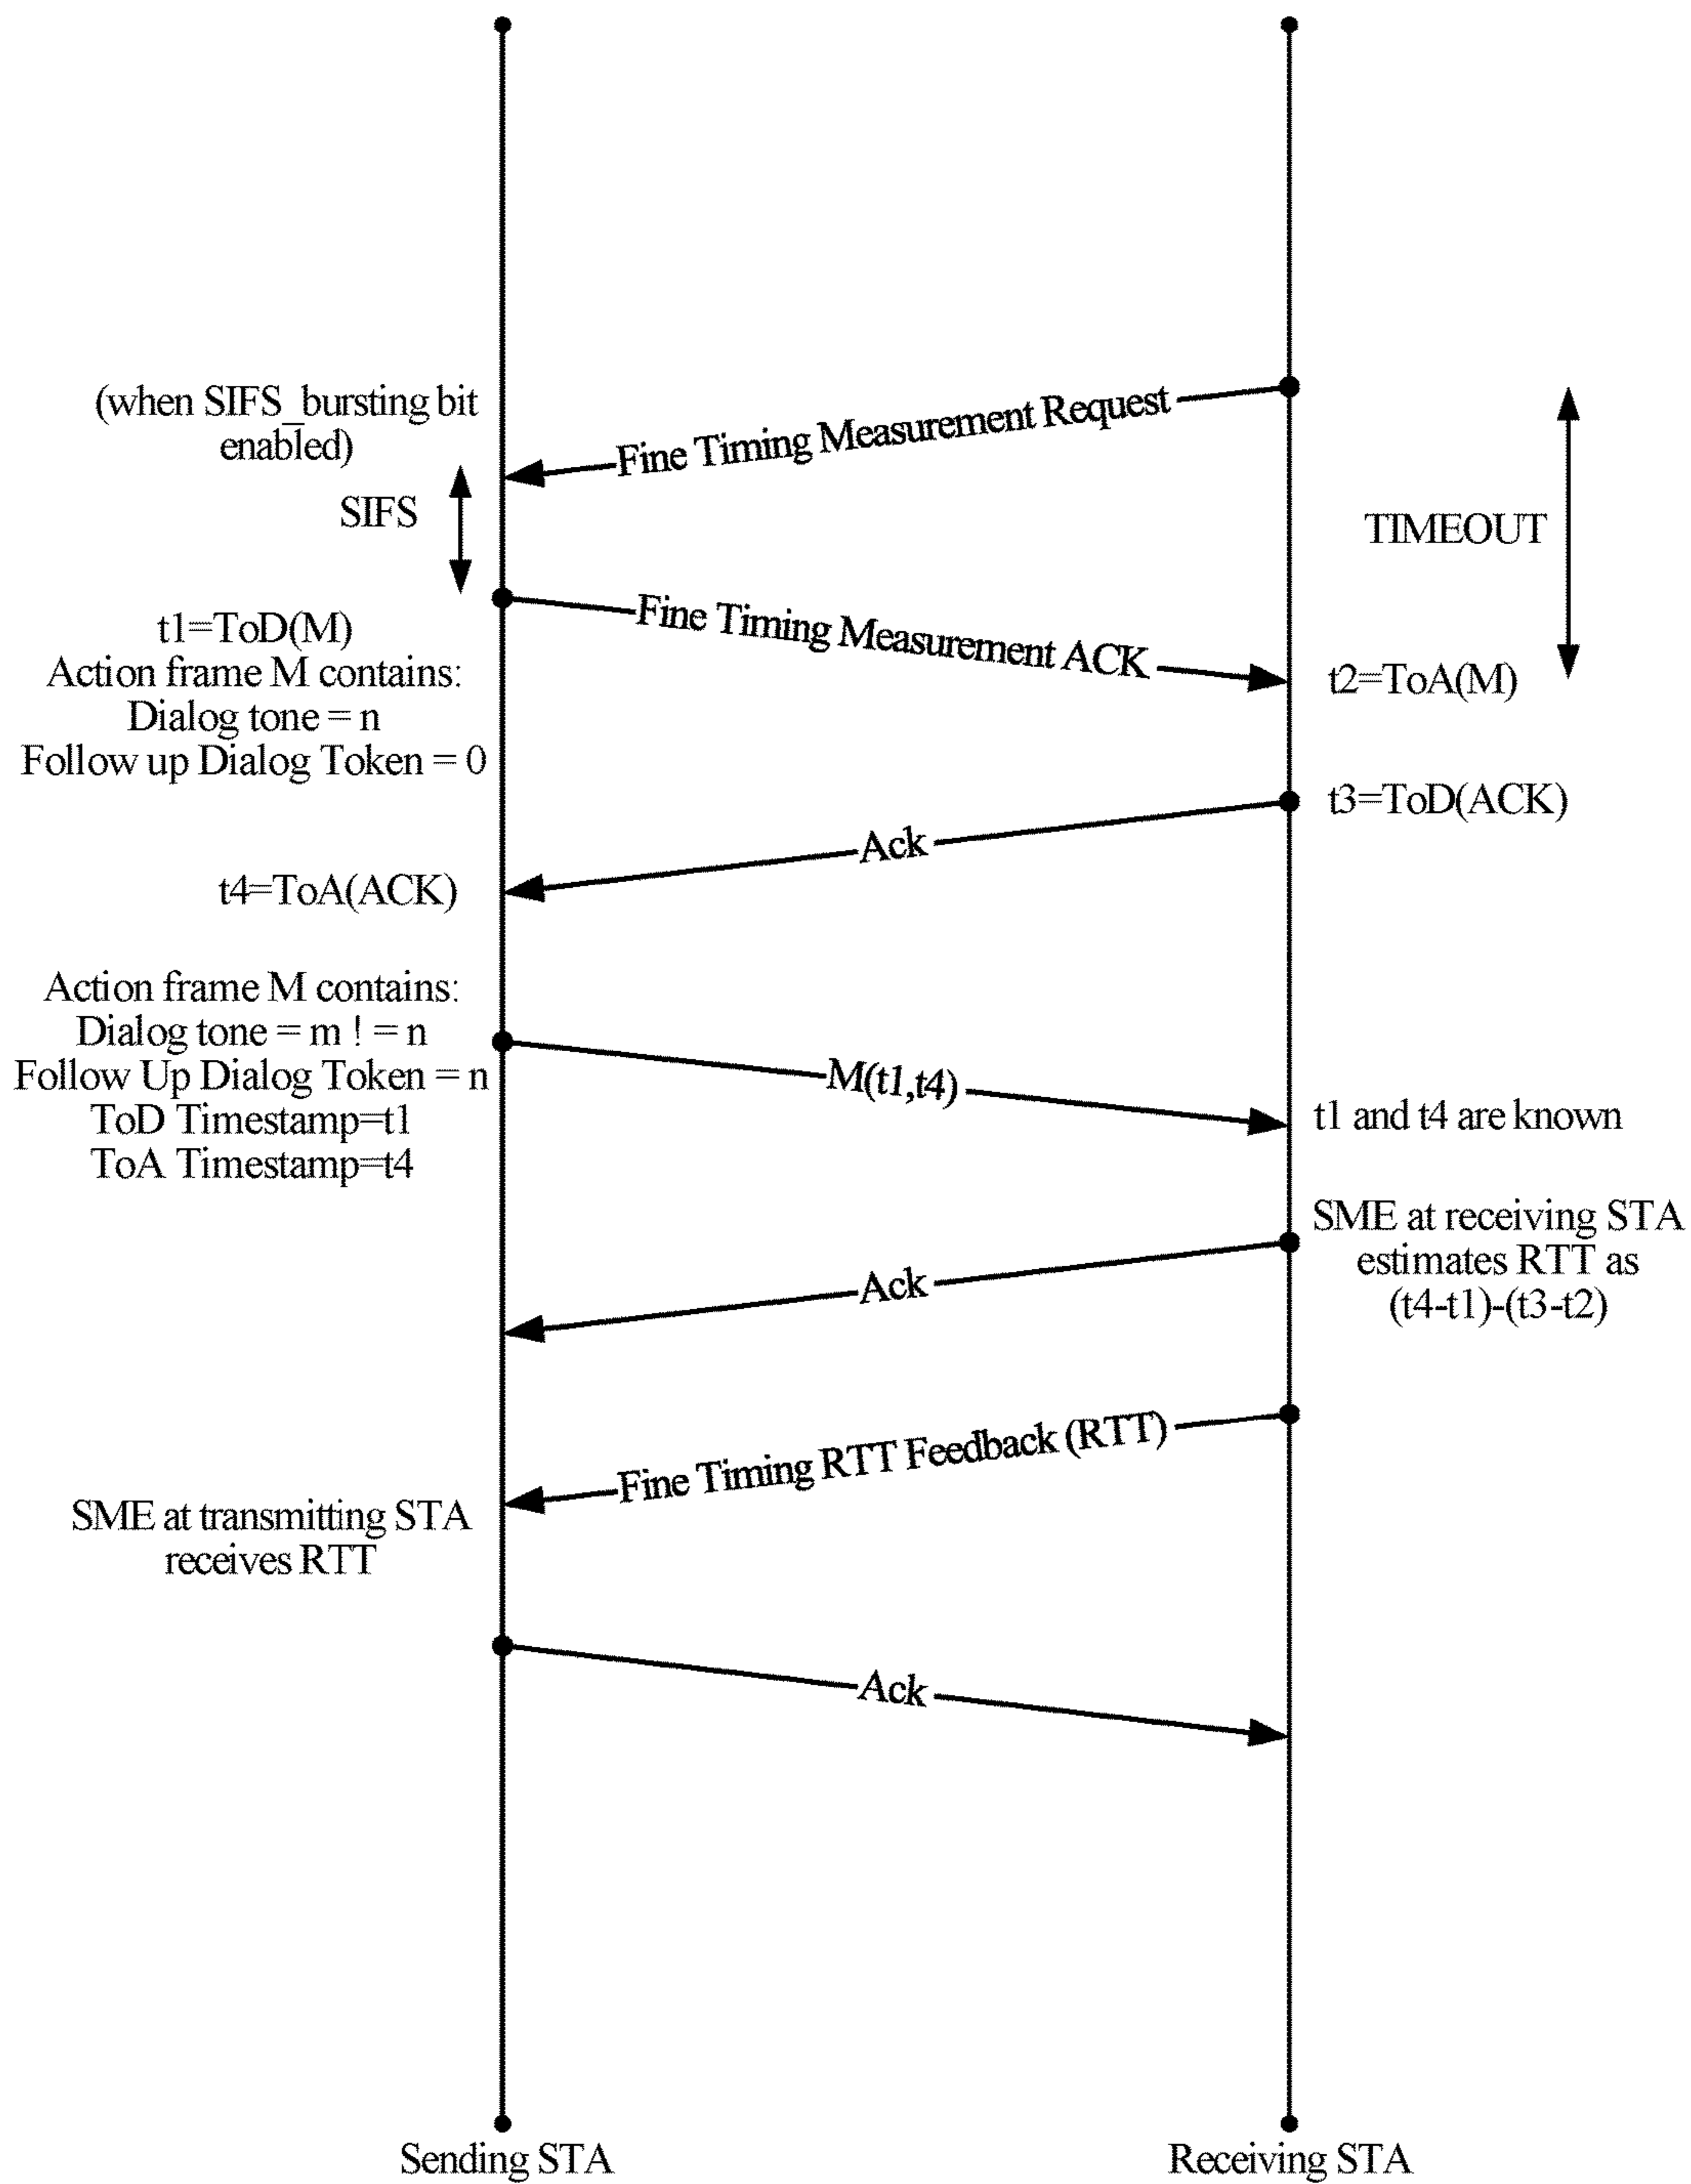 (when SIFS_bursting bit
enabled)
Fine Timing Measurement Request
SIFS
TIMEOUT
Fine Timing Measurement ACK
t1=ToD(M)
Action frame M contains:
Dialog tone = n
Follow up Dialog Token = 0
t2=ToA(M)
t3=ToD(ACK)
Ack
t4=ToA(ACK)
Action frame M contains:
Dialog tone = m ! = n
Follow Up Dialog Token = n
ToD Timestamp=t1
ToA Timestamp=t4
M(t1,t4)
t1 and t4 are known
SME at receiving STA
estimates RTT as
(t4-t1)-(t3-t2)
Ack
Fine Timing RTT Feedback (RTT)
SME at transmitting STA
receives RTT
Ack
Sending STA
Receiving STA